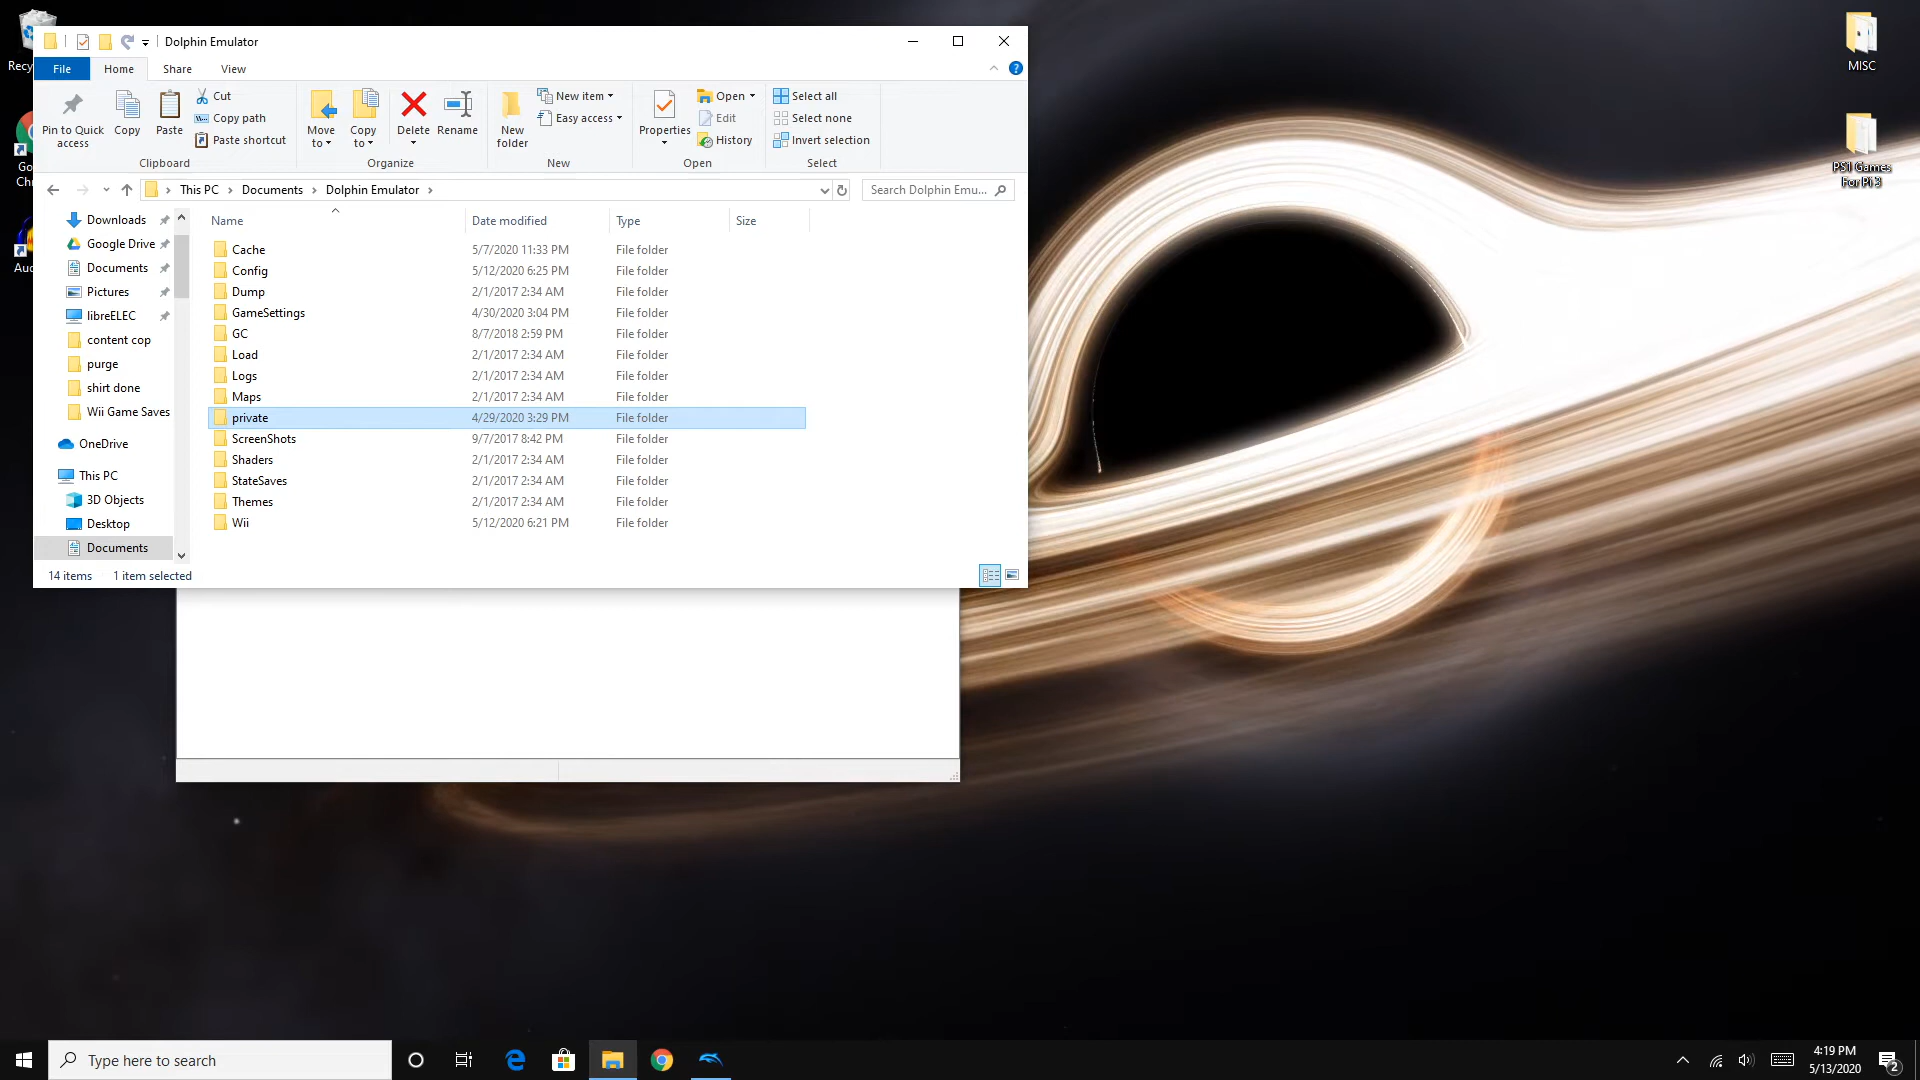 Dolphin Emulator
File Home Share View
Pin to Quick access
Copy
Paste
Cut
Copy path
Paste shortcut
Clipboard
Move to
Copy to
Delete
Rename
Organize
New folder
New item
Easy access
New
Properties
Open
Edit
History
Open
Select all
Select none
Invert selection
Select
This PC > Documents > Dolphin Emulator >
Search Dolphin Emu...
Downloads
Google Drive
Documents
Pictures
libreELEC
content cop
purge
shirt done
Wii Game Saves
OneDrive
This PC
3D Objects
Desktop
Documents
Name Date modified Type Size
Cache 5/7/2020 11:33 PM File folder
Config 5/12/2020 6:25 PM File folder
Dump 2/1/2017 2:34 AM File folder
GameSettings 4/30/2020 3:04 PM File folder
GC 8/7/2018 2:59 PM File folder
Load 2/1/2017 2:34 AM File folder
Logs 2/1/2017 2:34 AM File folder
Maps 2/1/2017 2:34 AM File folder
private 4/29/2020 3:29 PM File folder
ScreenShots 9/7/2017 8:42 PM File folder
Shaders 2/1/2017 2:34 AM File folder
StateSaves 2/1/2017 2:34 AM File folder
Themes 2/1/2017 2:34 AM File folder
Wii 5/12/2020 6:21 PM File folder
14 items 1 item selected
Recy
Go
Chr
Auc
MISC
PS1 Games
For Pi 3
Type here to search
4:19 PM
5/13/2020
2